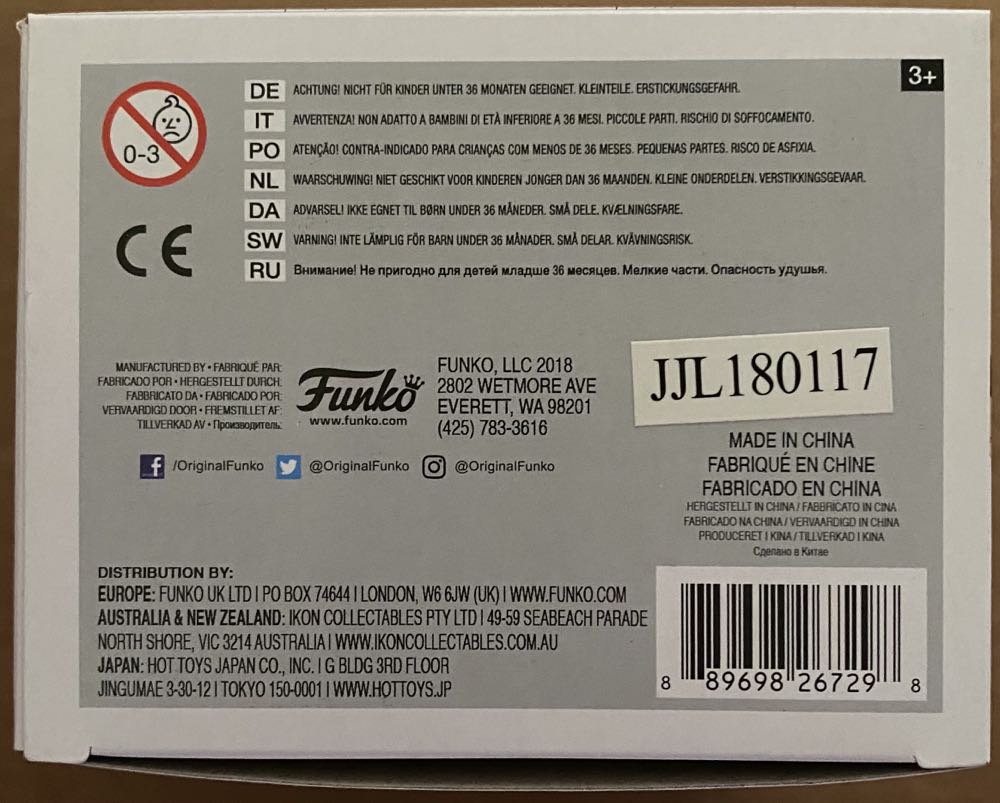 3+
0-3
DE ACHTUNG! NICHT FÜR KINDER UNTER 36 MONATEN GEEIGNET. KLEINTEILE. ERSTICKUNGSGEFAHR.
IT AVVERTENZA! NON ADATTO A BAMBINI DI ETÀ INFERIORE A 36 MESI. PICCOLE PARTI. RISCHIO DI SOFFOCAMENTO.
PO ATENÇÃO! CONTRA-INDICADO PARA CRIANÇAS COM MENOS DE 36 MESES. PEQUENAS PARTES. RISCO DE ASFIXIA.
NL WAARSCHUWING! NIET GESCHIKT VOOR KINDEREN JONGER DAN 36 MAANDEN. KLEINE ONDERDELEN. VERSTIKKINGSGEVAAR.
DA ADVARSEL! IKKE EGNET TIL BØRN UNDER 36 MÅNEDER. SMÅ DELE. KVÆLNINGSFARE.
SW VARNING! INTE LÄMPLIG FÖR BARN UNDER 36 MÅNADER. SMÅ DELAR. KVÄVNINGSRISK.
RU Внимание! Не пригодно для детей младше 36 месяцев. Мелкие части. Опасность удушья.
CE
MANUFACTURED BY • FABRIQUÉ PAR:
FABRICADO POR • HERGESTELLT DURCH:
FABBRICATO DA • FABRICADO POR:
VERVAARDIGD DOOR • FREMSTILLET AF:
TILLVERKAD AV • Производитель:
Funko
www.funko.com
FUNKO, LLC 2018
2802 WETMORE AVE
EVERETT, WA 98201
(425) 783-3616
JJL180117
/OriginalFunko @OriginalFunko @OriginalFunko
MADE IN CHINA
FABRIQUÉ EN CHINE
FABRICADO EN CHINA
HERGESTELLT IN CHINA / FABBRICATO IN CINA
FABRICADO NA CHINA / VERVAARDIGD IN CHINA
PRODUCERET I KINA / TILLVERKAD I KINA
Сделано в Китае
DISTRIBUTION BY:
EUROPE: FUNKO UK LTD I PO BOX 74644 I LONDON, W6 6JW (UK) I WWW.FUNKO.COM
AUSTRALIA & NEW ZEALAND: IKON COLLECTABLES PTY LTD I 49-59 SEABEACH PARADE
NORTH SHORE, VIC 3214 AUSTRALIA I WWW.IKONCOLLECTABLES.COM.AU
JAPAN: HOT TOYS JAPAN CO., INC. I G BLDG 3RD FLOOR
JINGUMAE 3-30-12 I TOKYO 150-0001 I WWW.HOTTOYS.JP
8 89698 26729 8